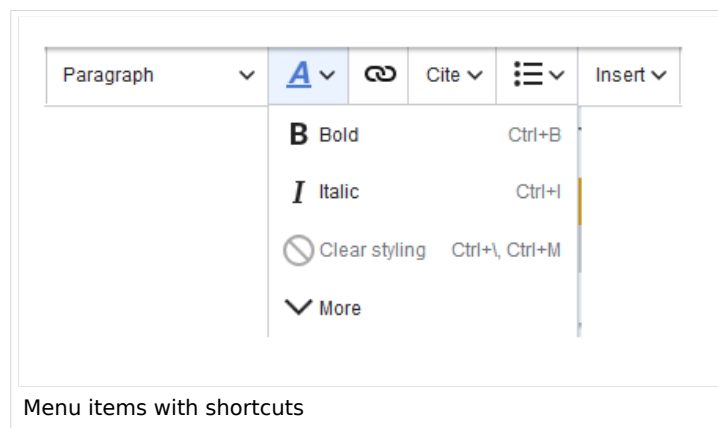 Paragraph A Cite Insert
B Bold Ctrl+B
I Italic Ctrl+I
Clear styling Ctrl+\, Ctrl+M
More
Menu items with shortcuts